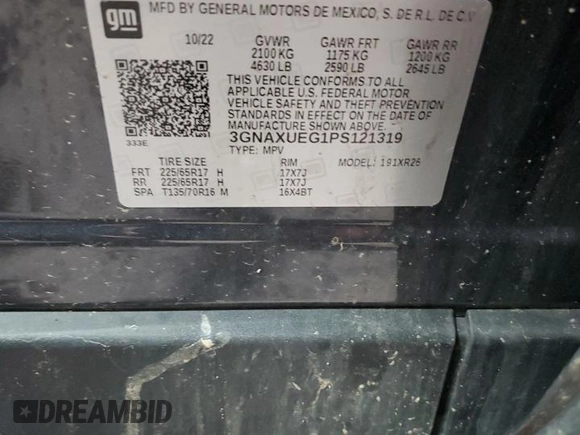 gm
MFD BY GENERAL MOTORS DE MEXICO, S. DE R.L. DE C.V
10/22 GVWR GAWR FRT GAWR RR
2100 KG 1175 KG 1200 KG
4630 LB 2590 LB 2645 LB
THIS VEHICLE CONFORMS TO ALL
APPLICABLE U.S. FEDERAL MOTOR
VEHICLE SAFETY AND THEFT PREVENTION
STANDARDS IN EFFECT ON THE DATE OF
MANUFACTURE SHOWN ABOVE.
333E 3GNAXUEG1PS121319
TYPE: MPV MODEL: 191XR26
TIRE SIZE RIM
FRT 225/65R17 H 17X7J
RR 225/65R17 H 17X7J
SPA T135/70R16 M 16X4BT
DREAMBID